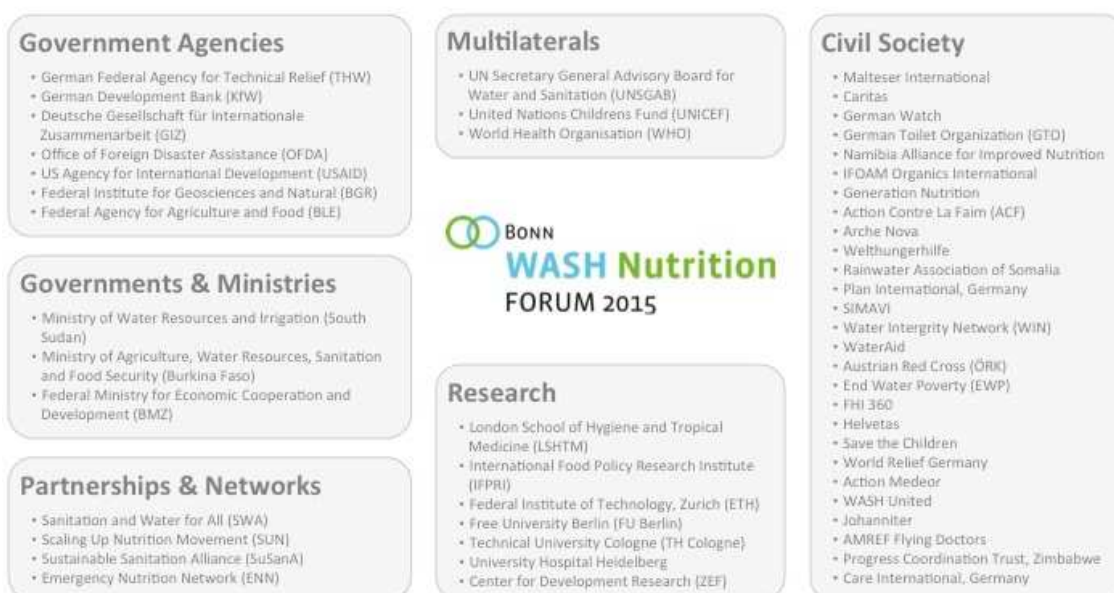 Government Agencies
• German Federal Agency for Technical Relief (THW)
• German Development Bank (KfW)
• Deutsche Gesellschaft für Internationale
Zusammenarbeit (GIZ)
• Office of Foreign Disaster Assistance (OFDA)
• US Agency for International Development (USAID)
• Federal Institute for Geosciences and Natural (BGR)
• Federal Agency for Agriculture and Food (BLE)
Governments & Ministries
• Ministry of Water Resources and Irrigation (South
Sudan)
• Ministry of Agriculture, Water Resources, Sanitation
and Food Security (Burkina Faso)
• Federal Ministry for Economic Cooperation and
Development (BMZ)
Partnerships & Networks
• Sanitation and Water for All (SWA)
• Scaling Up Nutrition Movement (SUN)
• Sustainable Sanitation Alliance (SuSanA)
• Emergency Nutrition Network (ENN)
Multilaterals
• UN Secretary General Advisory Board for
Water and Sanitation (UNSGAB)
• United Nations Childrens Fund (UNICEF)
• World Health Organisation (WHO)
BONN
WASH Nutrition
FORUM 2015
Research
• London School of Hygiene and Tropical
Medicine (LSHTM)
• International Food Policy Research Institute
(IFPRI)
• Federal Institute of Technology, Zurich (ETH)
• Free University Berlin (FU Berlin)
• Technical University Cologne (TH Cologne)
• University Hospital Heidelberg
• Center for Development Research (ZEF)
Civil Society
• Malteser International
• Caritas
• German Watch
• German Toilet Organization (GTO)
• Namibia Alliance for Improved Nutrition
• IFOAM Organics International
• Generation Nutrition
• Action Contre La Faim (ACF)
• Arche Nova
• Welthungerhilfe
• Rainwater Association of Somalia
• Plan International, Germany
• SIMAVI
• Water Intergrity Network (WIN)
• WaterAid
• Austrian Red Cross (ÖRK)
• End Water Poverty (EWP)
• FHI 360
• Helvetas
• Save the Children
• World Relief Germany
• Action Medeor
• WASH United
• Johanniter
• AMREF Flying Doctors
• Progress Coordination Trust, Zimbabwe
• Care International, Germany